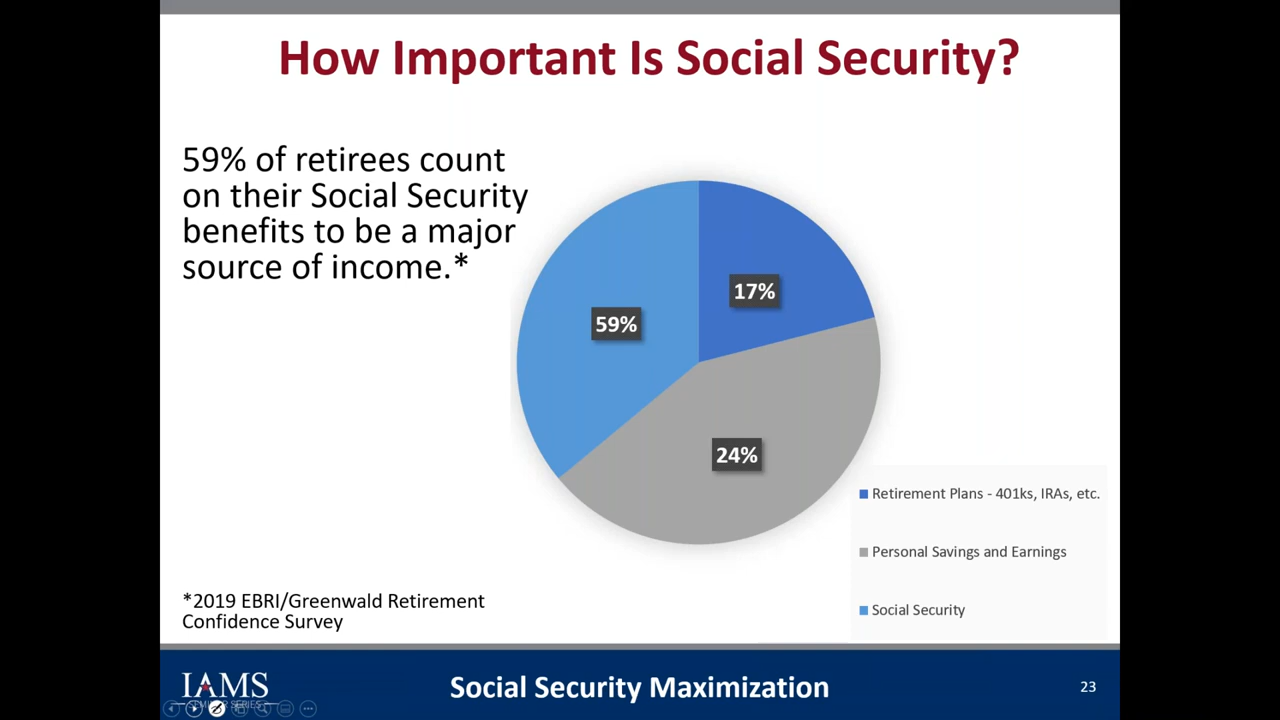 How Important Is Social Security?
59% of retirees count
on their Social Security
benefits to be a major
source of income.*
17%
59%
24%
Retirement Plans - 401ks, IRAs, etc.
Personal Savings and Earnings
Social Security
*2019 EBRI/Greenwald Retirement
Confidence Survey
IAMS
SERIES
Social Security Maximization
23